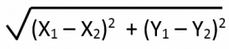 √(X₁ – X₂)² + (Y₁ – Y₂)²